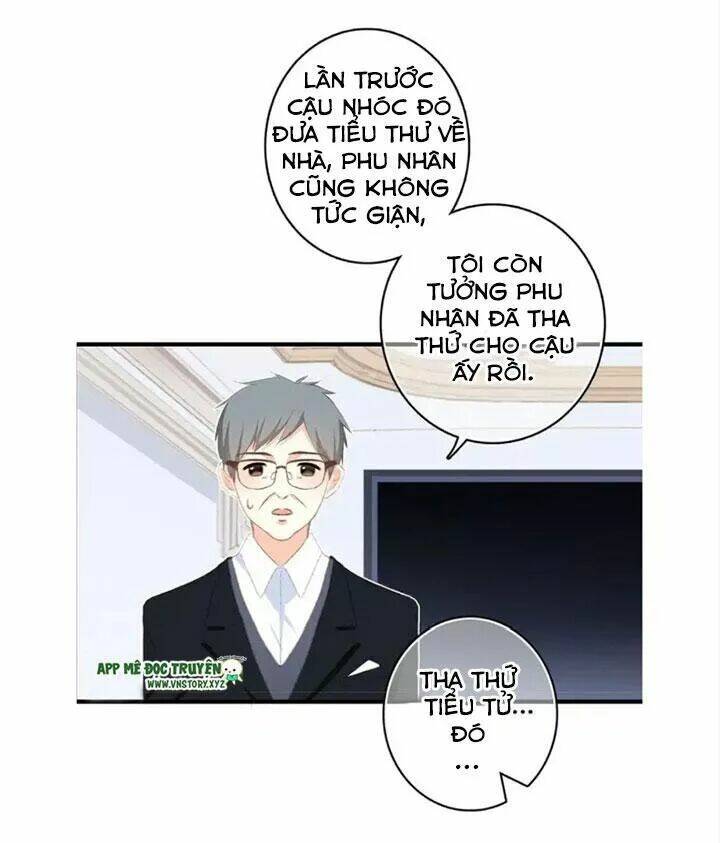 LẦN TRƯỚC
CẬU NHÓC ĐÓ
ĐƯA TIỂU THƯ VỀ
NHÀ, PHU NHÂN
CŨNG KHÔNG
TỨC GIẬN,
TÔI CÒN
TƯỞNG PHU
NHÂN ĐÃ THA
THỨ CHO CẬU
ẤY RỒI.
APP MÊ ĐỌC TRUYỆN
WWW.VNSTORY.XYZ
THA THỨ
TIỂU TỬ...
ĐÓ
...